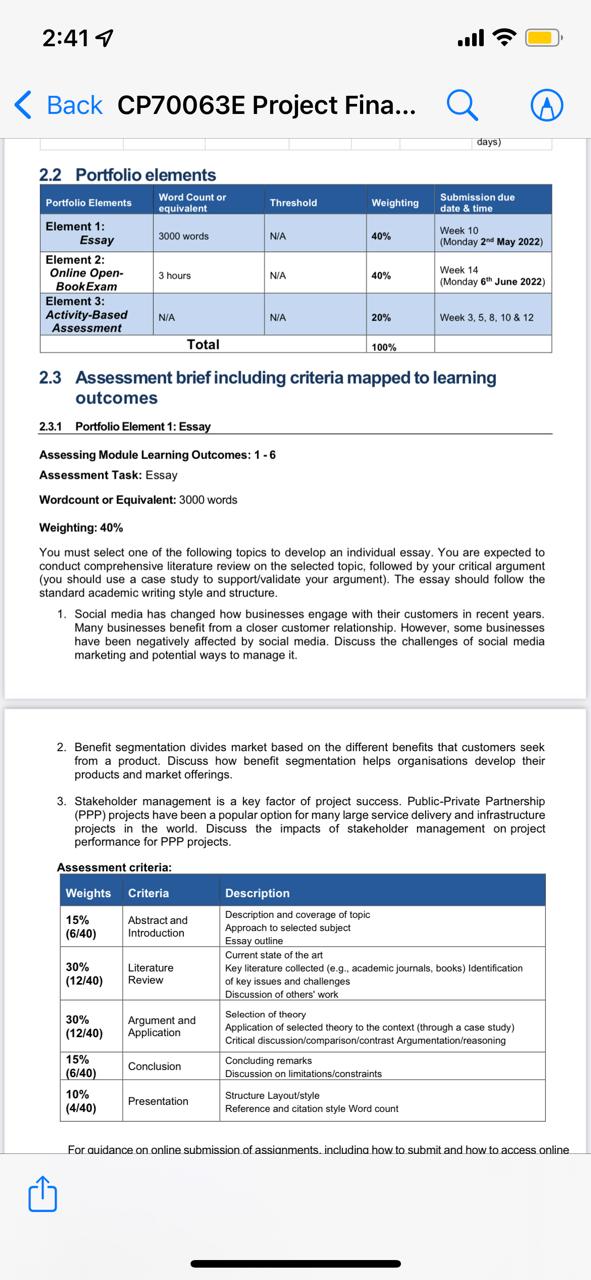 2:41
Back CP70063E Project Fina...
days)
2.2 Portfolio elements
Portfolio Elements Word Count or equivalent Threshold Weighting Submission due date & time
Element 1: Essay 3000 words N/A 40% Week 10 (Monday 2nd May 2022)
Element 2: Online Open-BookExam 3 hours N/A 40% Week 14 (Monday 6th June 2022)
Element 3: Activity-Based Assessment N/A N/A 20% Week 3, 5, 8, 10 & 12
Total 100%
2.3 Assessment brief including criteria mapped to learning
outcomes
2.3.1 Portfolio Element 1: Essay
Assessing Module Learning Outcomes: 1 - 6
Assessment Task: Essay
Wordcount or Equivalent: 3000 words
Weighting: 40%
You must select one of the following topics to develop an individual essay. You are expected to
conduct comprehensive literature review on the selected topic, followed by your critical argument
(you should use a case study to support/validate your argument). The essay should follow the
standard academic writing style and structure.
1. Social media has changed how businesses engage with their customers in recent years.
Many businesses benefit from a closer customer relationship. However, some businesses
have been negatively affected by social media. Discuss the challenges of social media
marketing and potential ways to manage it.
2. Benefit segmentation divides market based on the different benefits that customers seek
from a product. Discuss how benefit segmentation helps organisations develop their
products and market offerings.
3. Stakeholder management is a key factor of project success. Public-Private Partnership
(PPP) projects have been a popular option for many large service delivery and infrastructure
projects in the world. Discuss the impacts of stakeholder management on project
performance for PPP projects.
Assessment criteria:
Weights Criteria Description
15% (6/40) Abstract and Introduction Description and coverage of topic
Approach to selected subject
Essay outline
30% (12/40) Literature Review Current state of the art
Key literature collected (e.g., academic journals, books) Identification
of key issues and challenges
Discussion of others' work
30% (12/40) Argument and Application Selection of theory
Application of selected theory to the context (through a case study)
Critical discussion/comparison/contrast Argumentation/reasoning
15% (6/40) Conclusion Concluding remarks
Discussion on limitations/constraints
10% (4/40) Presentation Structure Layout/style
Reference and citation style Word count
For guidance on online submission of assignments, including how to submit and how to access online